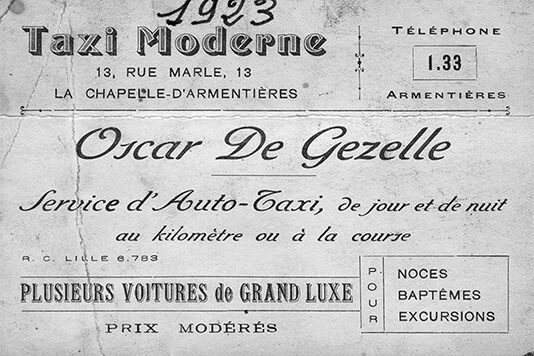 1923
Taxi Moderne
13, RUE MARLE, 13
LA CHAPELLE-D'ARMENTIÈRES
TÉLÉPHONE
1.33
ARMENTIÈRES
Oscar De Gezelle
Service d'Auto-Taxi, de jour et de nuit
au kilomètre ou à la course
R. C. LILLE 6.783
PLUSIEURS VOITURES de GRAND LUXE
PRIX MODÉRÉS
POUR
NOCES
BAPTÊMES
EXCURSIONS